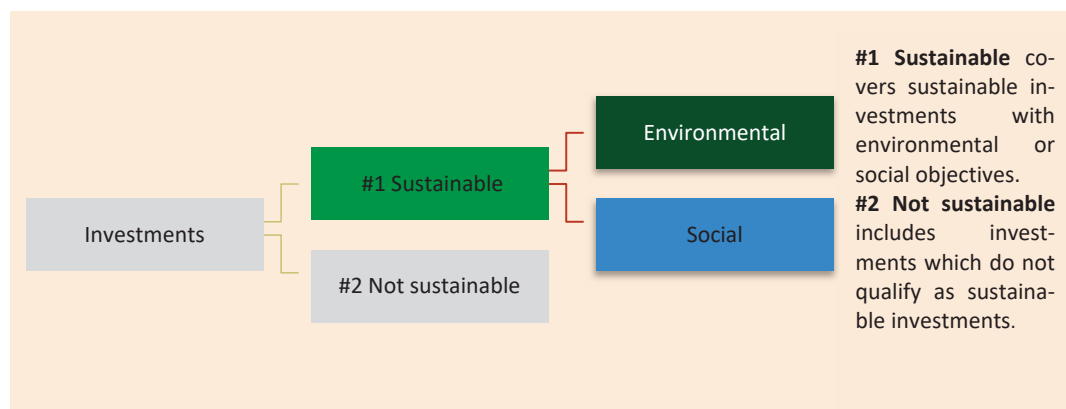 Investments
#1 Sustainable
#2 Not sustainable
Environmental
Social
#1 Sustainable co-
vers sustainable in-
vestments with
environmental or
social objectives.
#2 Not sustainable
includes invest-
ments which do not
qualify as sustaina-
ble investments.